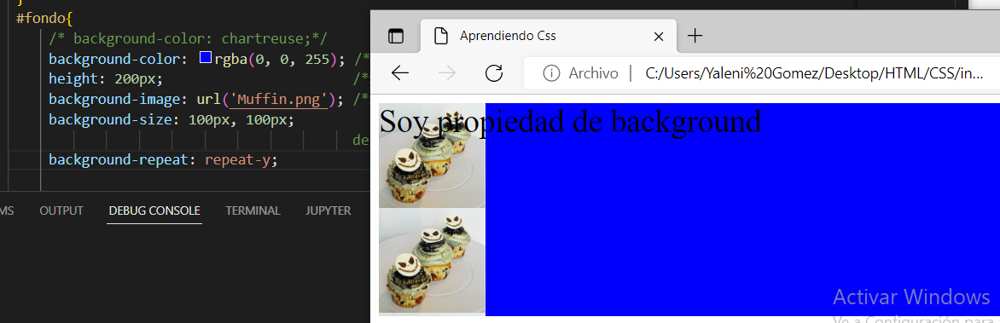 }
#fondo{
/* background-color: chartreuse;*/
background-color: rgba(0, 0, 255); /*
height: 200px; /*
background-image: url('Muffin.png'); /*
background-size: 100px, 100px;
de
background-repeat: repeat-y;
MS OUTPUT DEBUG CONSOLE TERMINAL JUPYTER
Aprendiendo Css
Archivo | C:/Users/Yaleni%20Gomez/Desktop/HTML/CSS/in...
Soy propiedad de background
Activar Windows
Ve a Configuración para